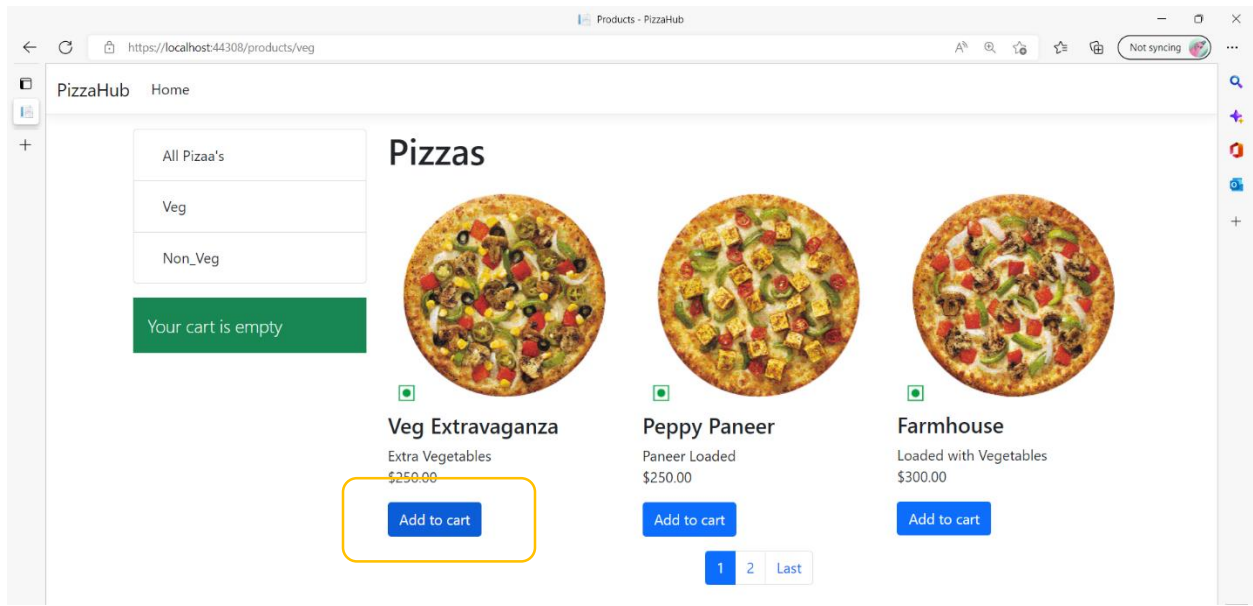 Products - PizzaHub
https://localhost:44308/products/veg
Not syncing
PizzaHub Home
All Pizaa's
Veg
Non_Veg
Your cart is empty
Pizzas
Veg Extravaganza
Extra Vegetables
$250.00
Add to cart
Peppy Paneer
Paneer Loaded
$250.00
Add to cart
Farmhouse
Loaded with Vegetables
$300.00
Add to cart
1 2 Last